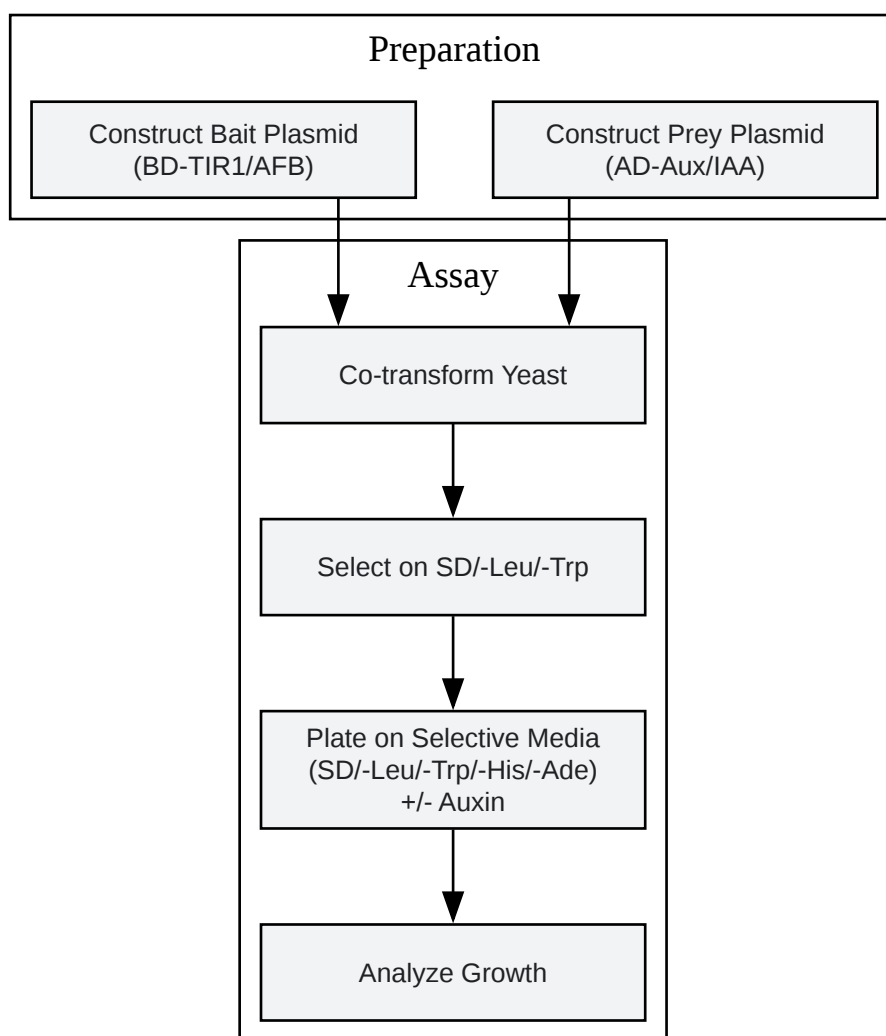 Preparation
Construct Bait Plasmid
(BD-TIR1/AFB)
Construct Prey Plasmid
(AD-Aux/IAA)
Assay
Co-transform Yeast
Select on SD/-Leu/-Trp
Plate on Selective Media
(SD/-Leu/-Trp/-His/-Ade)
+/- Auxin
Analyze Growth